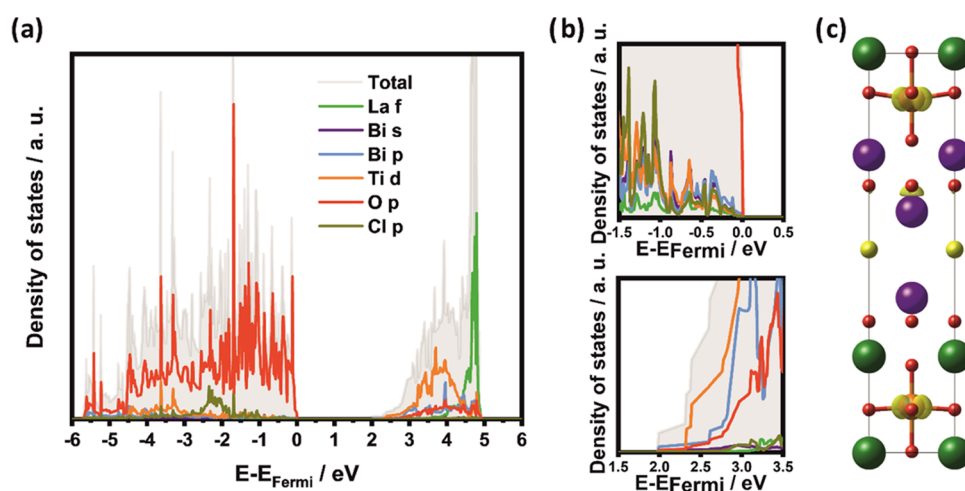 (a)
Density of states / a. u.
Total
La f
Bi s
Bi p
Ti d
O p
Cl p
-6 -5 -4 -3 -2 -1 0 1 2 3 4 5 6
E-EFermi / eV
(b)
Density of states / a. u.
-1.5 -1.0 -0.5 0.0 0.5
E-EFermi / eV
Density of states / a. u.
1.5 2.0 2.5 3.0 3.5
E-EFermi / eV
(c)